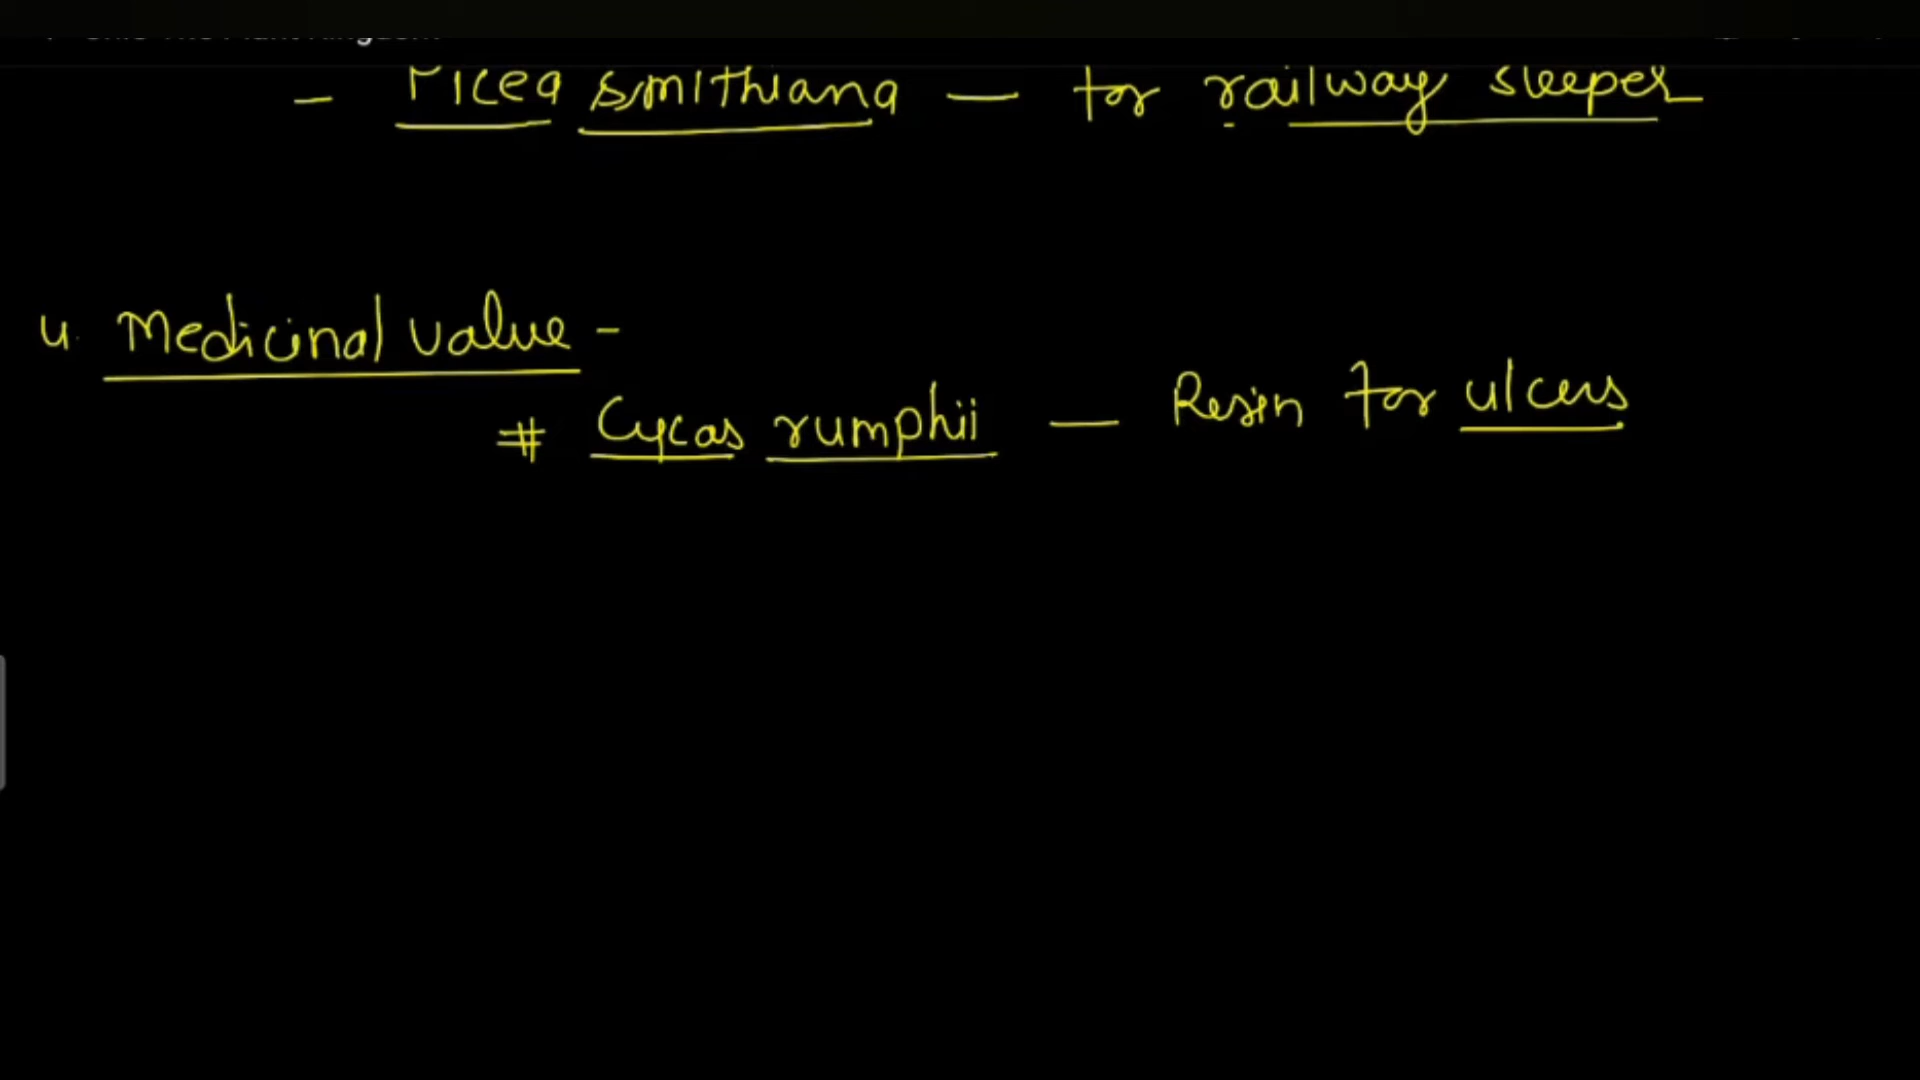 - Picea smithiana — for railway sleeper
4. Medicinal value -
# Cycas rumphii — Resin for ulcers